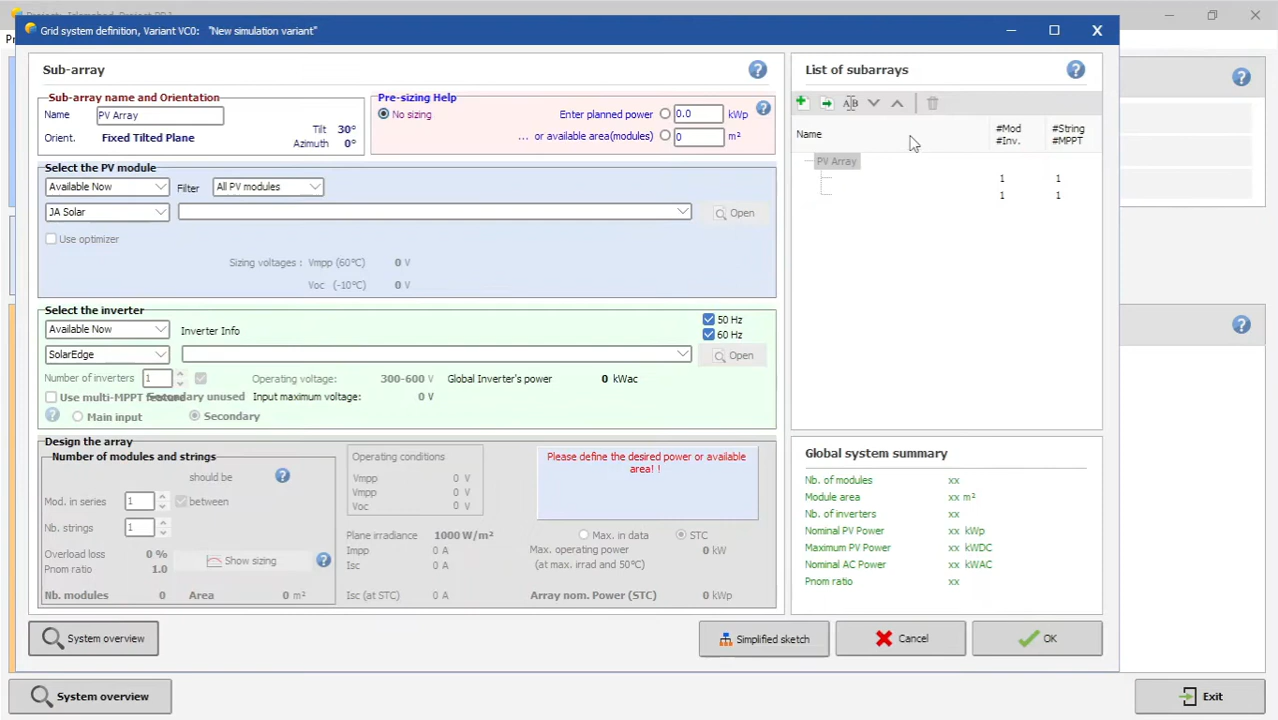 Grid system definition, Variant VC0: "New simulation variant"
Sub-array
Sub-array name and Orientation
Name PV Array
Orient. Fixed Tilted Plane
Tilt 30°
Azimuth 0°
Pre-sizing Help
No sizing
Enter planned power 0.0 kWp
... or available area(modules) 0 m²
Select the PV module
Available Now Filter All PV modules
JA Solar Open
Use optimizer
Sizing voltages : Vmpp (60°C) 0 V
Voc (-10°C) 0 V
Select the inverter
Available Now Inverter Info
50 Hz
60 Hz
SolarEdge Open
Number of inverters 1 Operating voltage: 300-600 V Global Inverter's power 0 kWac
Use multi-MPPT feature Secondary unused Input maximum voltage: 0 V
Main input Secondary
Design the array
Number of modules and strings
should be
Mod. in series 1 between
Nb. strings 1
Overload loss 0 %
Pnom ratio 1.0
Show sizing
Nb. modules 0 Area 0 m²
Operating conditions
Vmpp 0 V
Vmpp 0 V
Voc 0 V
Plane irradiance 1000 W/m²
Impp 0 A
Isc 0 A
Isc (at STC) 0 A
Please define the desired power or available
area! !
Max. in data STC
Max. operating power 0 kW
(at max. irrad and 50°C)
Array nom. Power (STC) 0 kWp
List of subarrays
Name
#Mod #String
#Inv. #MPPT
PV Array
1 1
1 1
Global system summary
Nb. of modules xx
Module area xx m²
Nb. of inverters xx
Nominal PV Power xx kWp
Maximum PV Power xx kWDC
Nominal AC Power xx kWAC
Pnom ratio xx
System overview Simplified sketch Cancel OK
System overview Exit